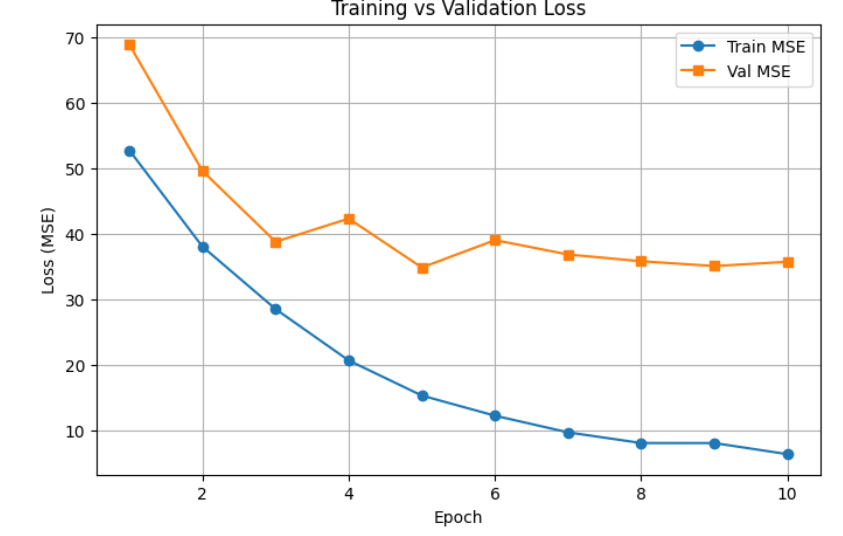 Training vs Validation Loss
70
60
50
40
30
20
10
Loss (MSE)
Train MSE
Val MSE
2 4 6 8 10
Epoch